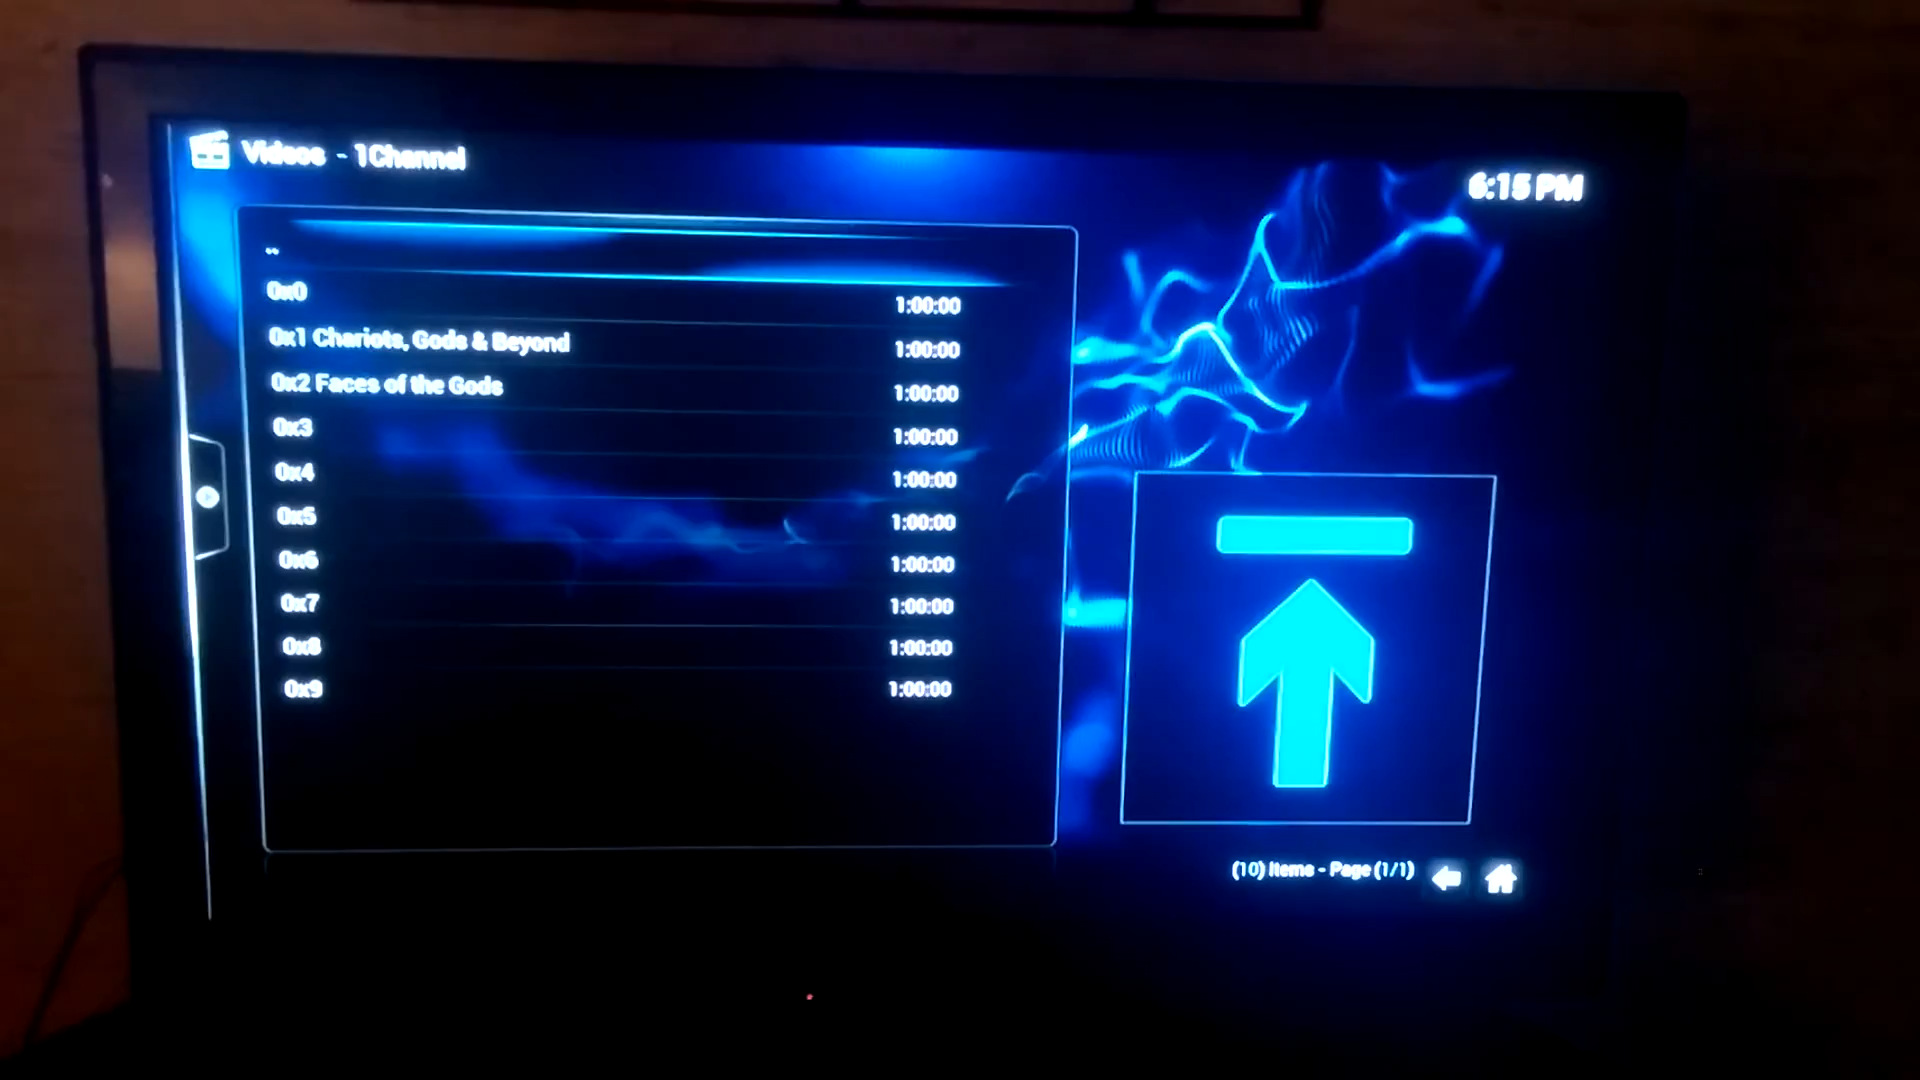 Videos - 1Channel
6:15 PM
..
0x0 1:00:00
0x1 Chariots, Gods & Beyond 1:00:00
0x2 Faces of the Gods 1:00:00
0x3 1:00:00
0x4 1:00:00
0x5 1:00:00
0x6 1:00:00
0x7 1:00:00
0x8 1:00:00
0x9 1:00:00
(10) Items - Page (1/1)